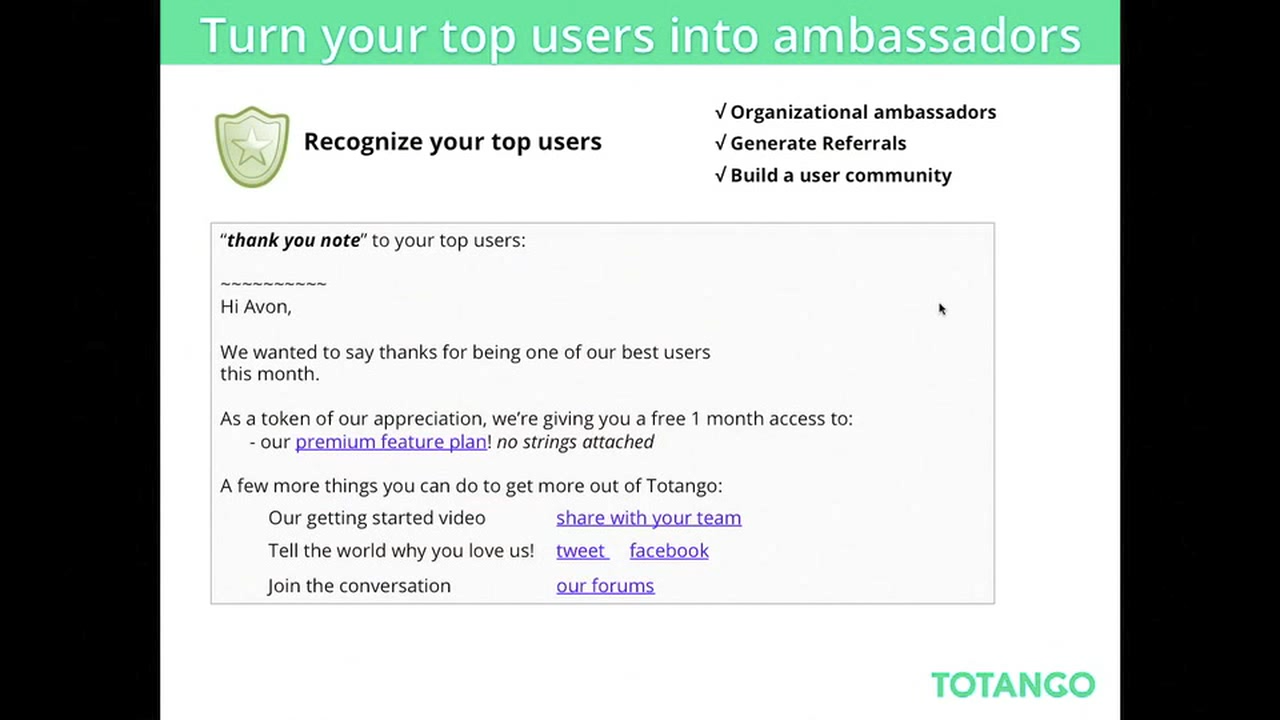 Turn your top users into ambassadors
Recognize your top users
√ Organizational ambassadors
√ Generate Referrals
√ Build a user community
“thank you note” to your top users:
~~~~~~~~~~
Hi Avon,
We wanted to say thanks for being one of our best users
this month.
As a token of our appreciation, we’re giving you a free 1 month access to:
- our premium feature plan! no strings attached
A few more things you can do to get more out of Totango:
Our getting started video share with your team
Tell the world why you love us! tweet facebook
Join the conversation our forums
TOTANGO